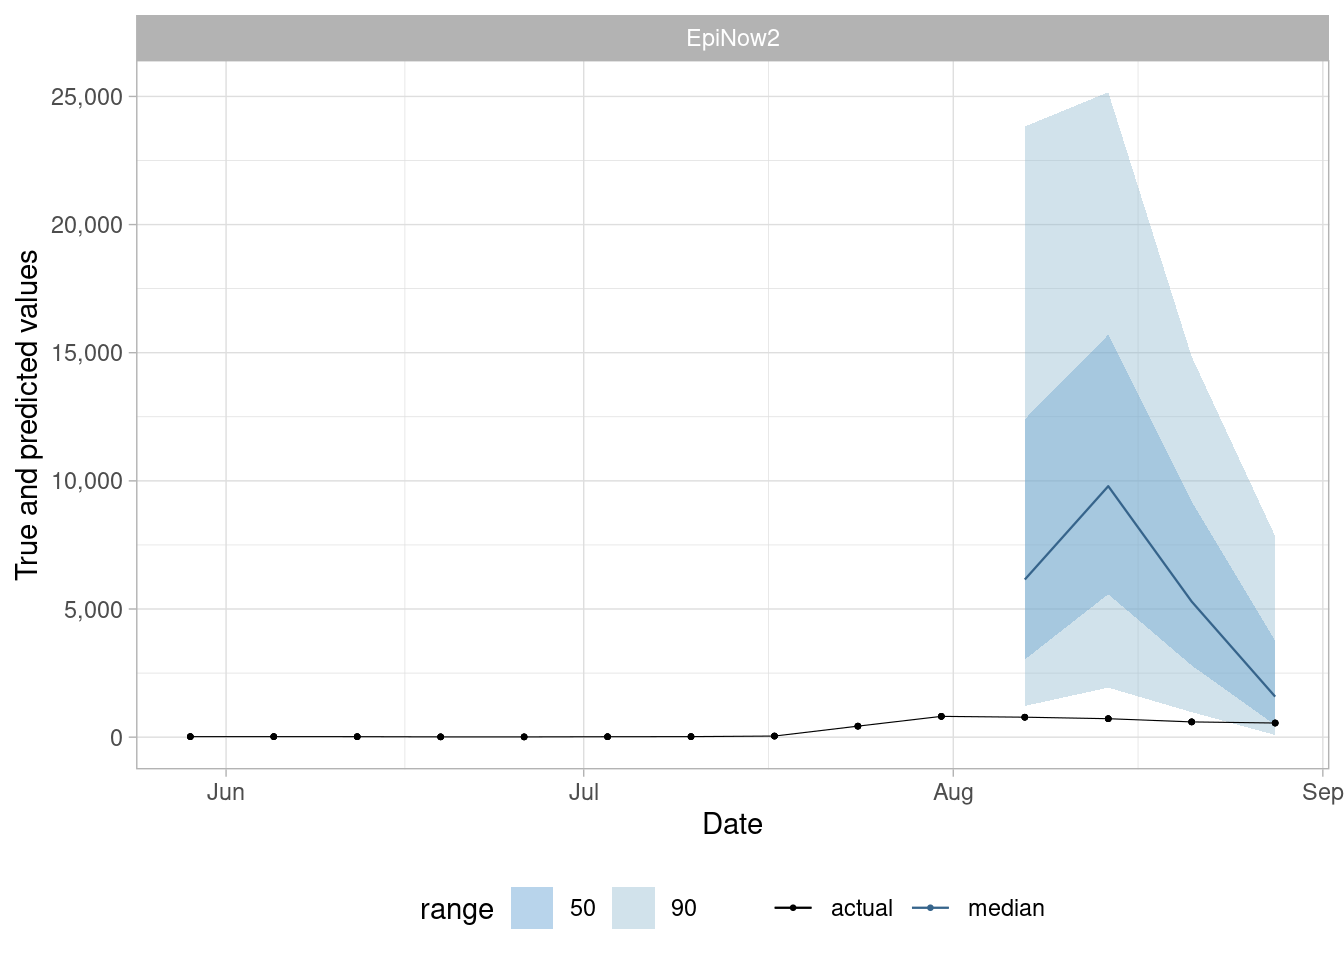 EpiNow2
25,000
20,000
15,000
10,000
5,000
0
True and predicted values
Jun Jul Aug Sep
Date
range 50 90 actual median